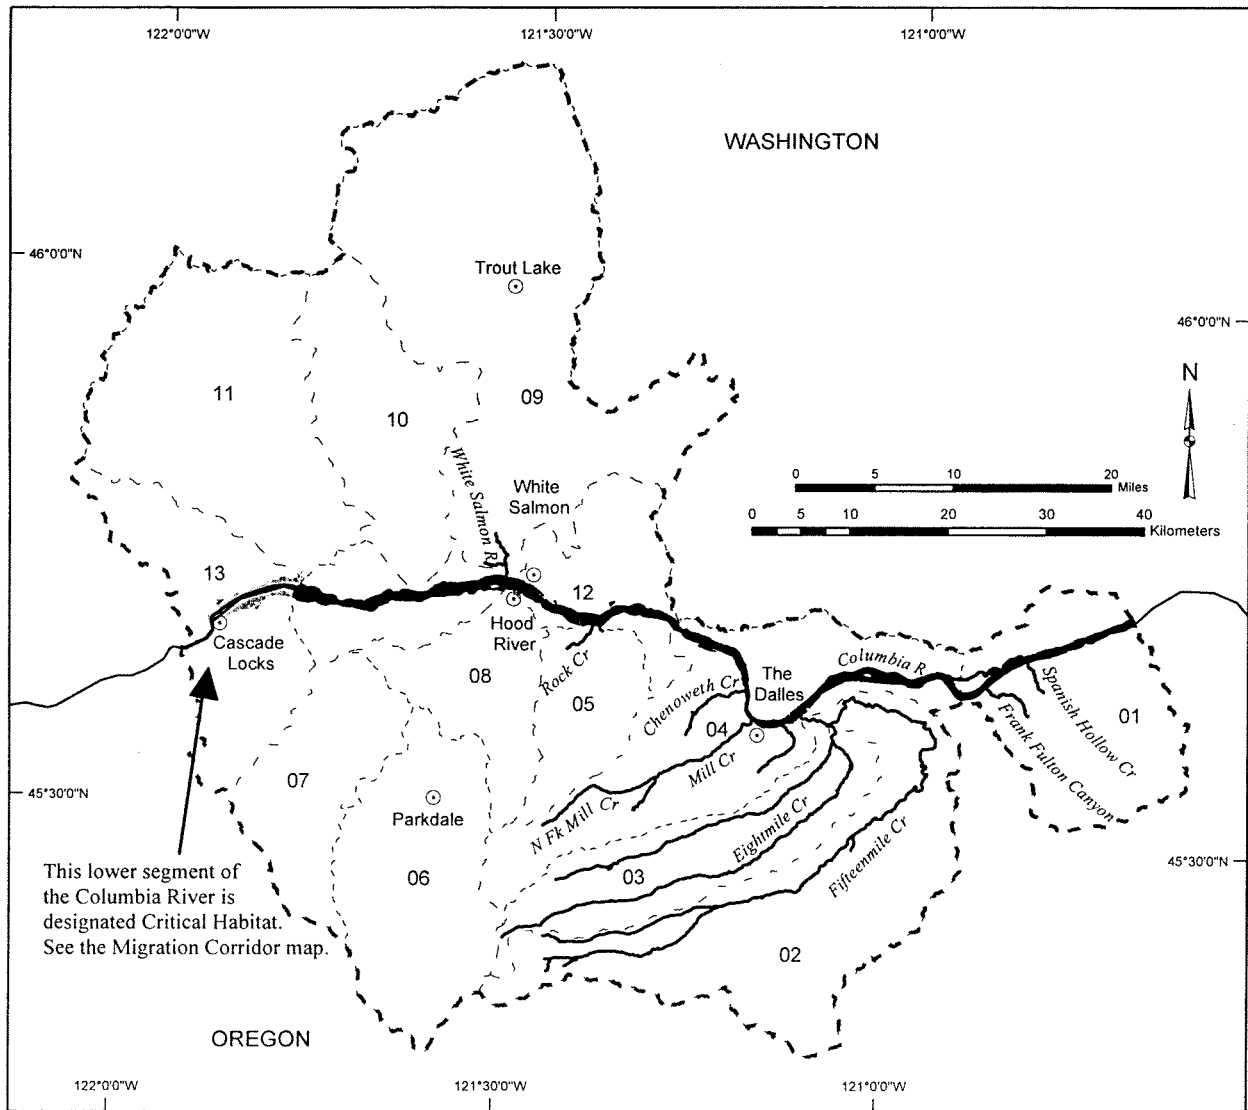 122°0'0"W
121°30'0"W
121°0'0"W
WASHINGTON
46°0'0"N
Trout Lake
46°0'0"N
N
11
10
09
White Salmon R
White
Salmon
0 5 10 20
Miles
0 5 10 20 30 40
Kilometers
13
12
Cascade
Locks
Hood
River
Rock Cr
08
05
Chenoweth Cr
The
Dalles
Columbia R
04
Mill Cr
Spanish Hollow Cr
01
Frank Fulton Canyon
07
45°30'0"N
Parkdale
N Fk Mill Cr
Eightmile Cr
Fifteenmile Cr
45°30'0"N
06
03
This lower segment of
the Columbia River is
designated Critical Habitat.
See the Migration Corridor map.
02
OREGON
122°0'0"W
121°30'0"W
121°0'0"W